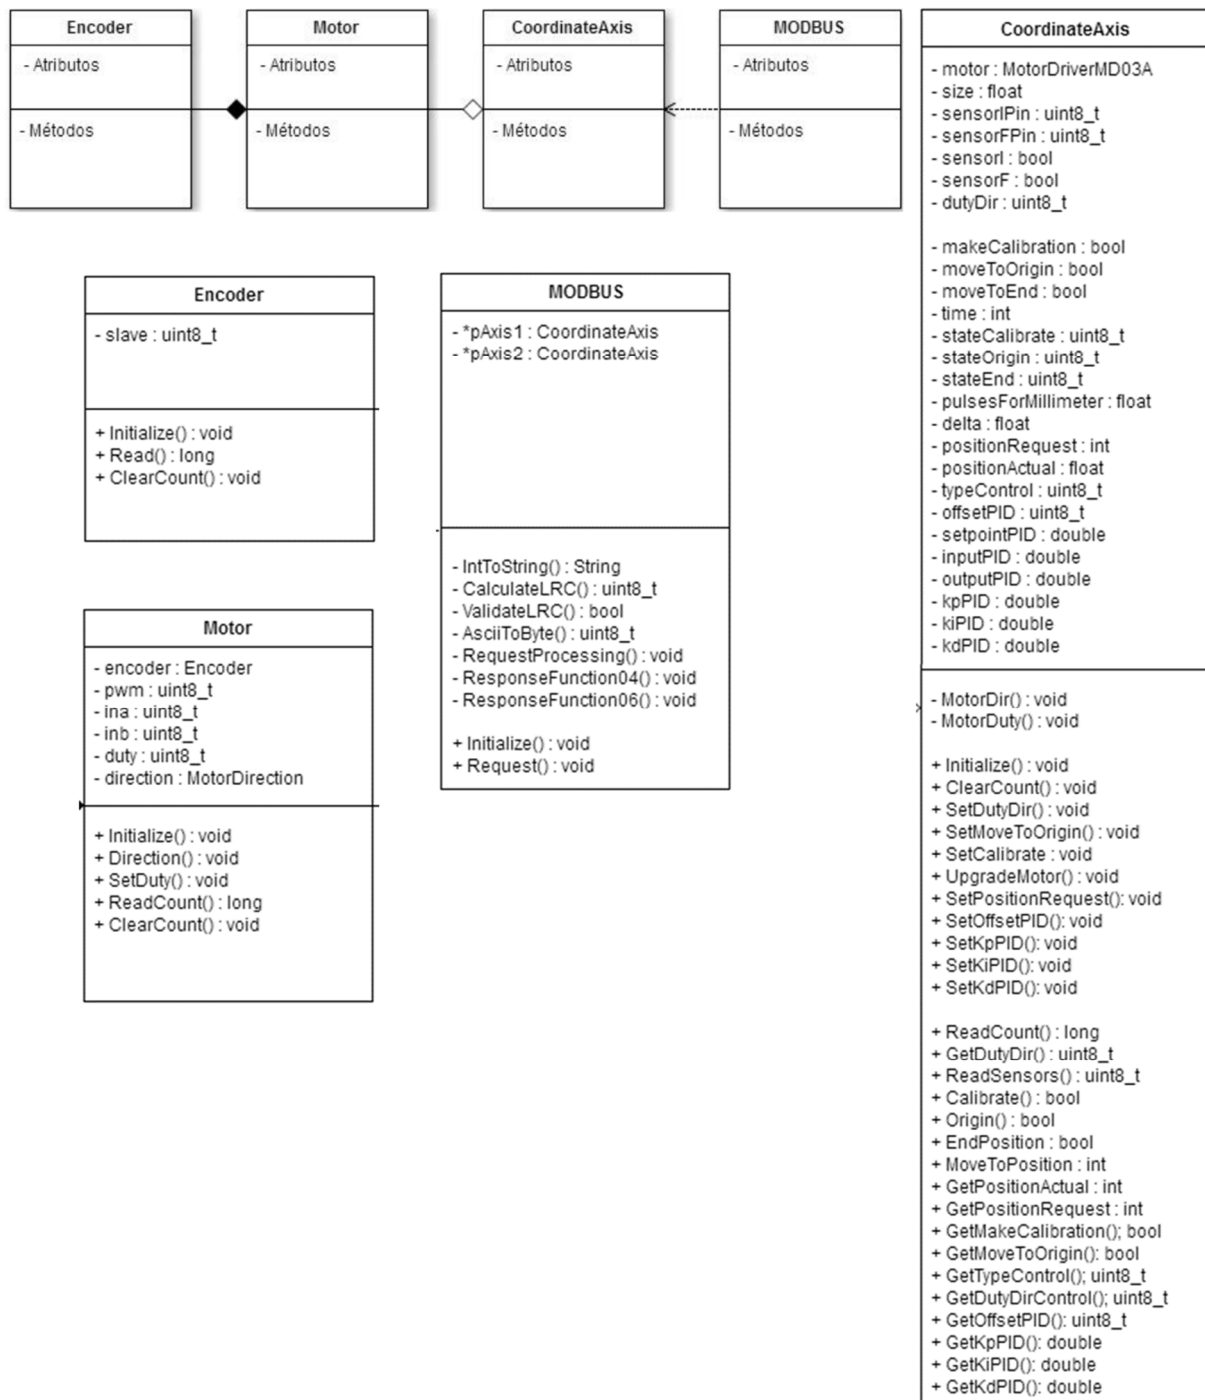 Encoder
- Atributos
- Métodos
Motor
- Atributos
- Métodos
CoordinateAxis
- Atributos
- Métodos
MODBUS
- Atributos
- Métodos
Encoder
- slave : uint8_t
+ Initialize() : void
+ Read() : long
+ ClearCount() : void
Motor
- encoder : Encoder
- pwm : uint8_t
- ina : uint8_t
- inb : uint8_t
- duty : uint8_t
- direction : MotorDirection
+ Initialize() : void
+ Direction() : void
+ SetDuty() : void
+ ReadCount() : long
+ ClearCount() : void
MODBUS
- *pAxis1 : CoordinateAxis
- *pAxis2 : CoordinateAxis
- IntToString() : String
- CalculateLRC() : uint8_t
- ValidateLRC() : bool
- AsciiToByte() : uint8_t
- RequestProcessing() : void
- ResponseFunction04() : void
- ResponseFunction06() : void
+ Initialize() : void
+ Request() : void
CoordinateAxis
- motor : MotorDriverMD03A
- size : float
- sensorIPin : uint8_t
- sensorFPin : uint8_t
- sensorI : bool
- sensorF : bool
- dutyDir : uint8_t
- makeCalibration : bool
- moveToOrigin : bool
- moveToEnd : bool
- time : int
- stateCalibrate : uint8_t
- stateOrigin : uint8_t
- stateEnd : uint8_t
- pulsesForMillimeter : float
- delta : float
- positionRequest : int
- positionActual : float
- typeControl : uint8_t
- offsetPID : uint8_t
- setpointPID : double
- inputPID : double
- outputPID : double
- kpPID : double
- kiPID : double
- kdPID : double
- MotorDir() : void
- MotorDuty() : void
+ Initialize() : void
+ ClearCount() : void
+ SetDutyDir() : void
+ SetMoveToOrigin() : void
+ SetCalibrate : void
+ UpgradeMotor() : void
+ SetPositionRequest(): void
+ SetOffsetPID(): void
+ SetKpPID(): void
+ SetKiPID(): void
+ SetKdPID(): void
+ ReadCount() : long
+ GetDutyDir() : uint8_t
+ ReadSensors() : uint8_t
+ Calibrate() : bool
+ Origin() : bool
+ EndPosition : bool
+ MoveToPosition : int
+ GetPositionActual : int
+ GetPositionRequest : int
+ GetMakeCalibration(); bool
+ GetMoveToOrigin(): bool
+ GetTypeControl(); uint8_t
+ GetDutyDirControl(); uint8_t
+ GetOffsetPID(): uint8_t
+ GetKpPID(): double
+ GetKiPID(): double
+ GetKdPID(): double